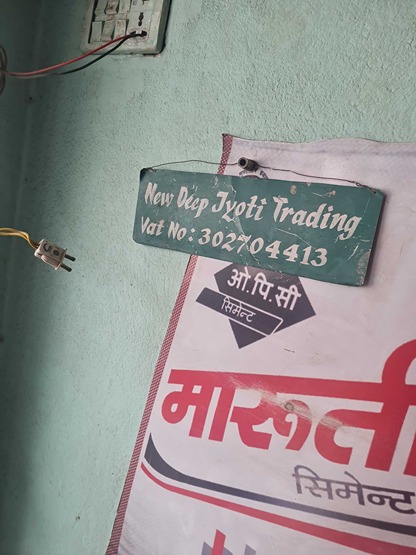 New Deep Jyoti Trading
Vat No: 302704413
ओ.पि.सी
सिमेन्ट
मारूती
सिमेन्ट